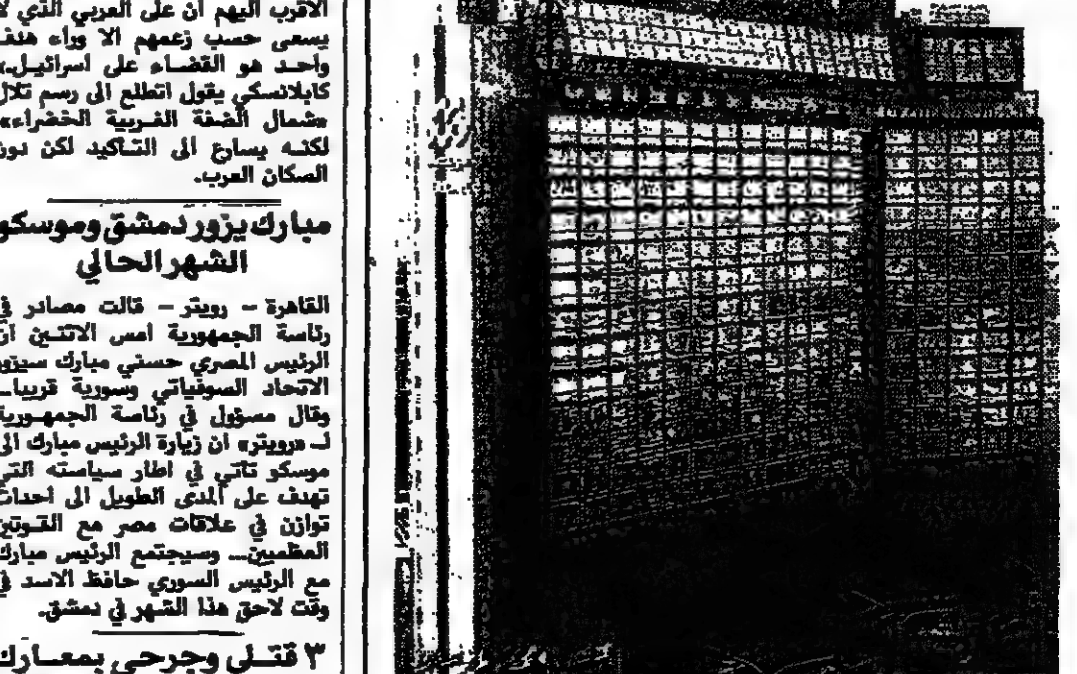 الاقرب اليهم ان على العربي الذي لا
يسعى حسب زعمهم الا وراء هدف
واحد هو القضاء على اسرائيل.»
كابلانسكي يقول اتطلع الى رسم تلال
«شمال الضفة الغربية الخضراء»
لكنه يسارع الى التاكيد لكن دون
السكان العرب.
مبارك يزور دمشق وموسكو
الشهر الحالي
القاهرة – رويتر – قالت مصادر في
رئاسة الجمهورية امس الاثنين ان
الرئيس المصري حسني مبارك سيزور
الاتحاد السوفياتي وسورية قريبا..
وقال مسؤول في رئاسة الجمهورية
لـ «رويتر» ان زيارة الرئيس مبارك الى
موسكو تاتي في اطار سياسته التي
تهدف على المدى الطويل الى احداث
توازن في علاقات مصر مع القوتين
العظميين... وسيجتمع الرئيس مبارك
مع الرئيس السوري حافظ الاسد في
وقت لاحق هذا الشهر في دمشق.
٣ قتلى وجرحى بمعارك